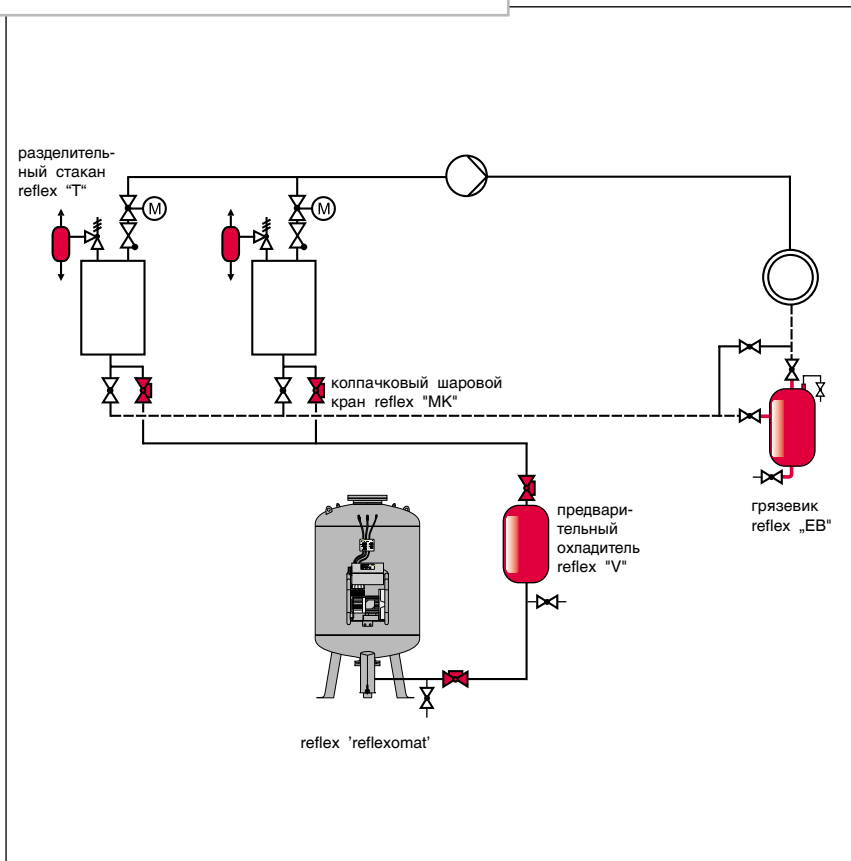 разделитель-
ный стакан
reflex “T“
M
M
колпачковый шаровой
кран reflex "MK"
предвари-
тельный
охладитель
reflex "V"
грязевик
reflex „EB"
reflex 'reflexomat'